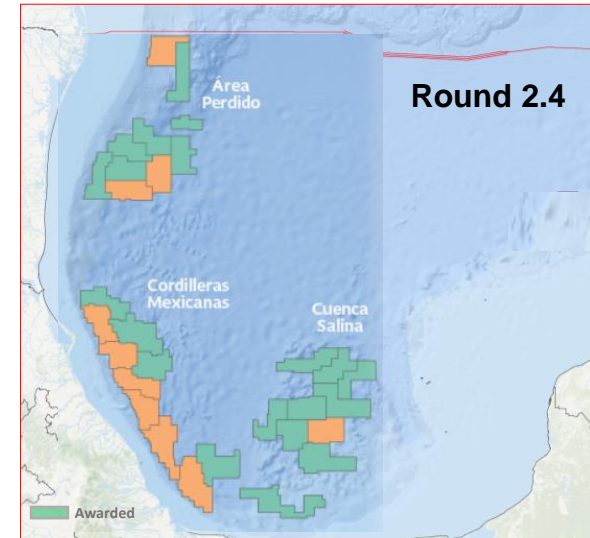 Área
Perdido
Round 2.4
Cordilleras
Mexicanas
Cuenca
Salina
Awarded